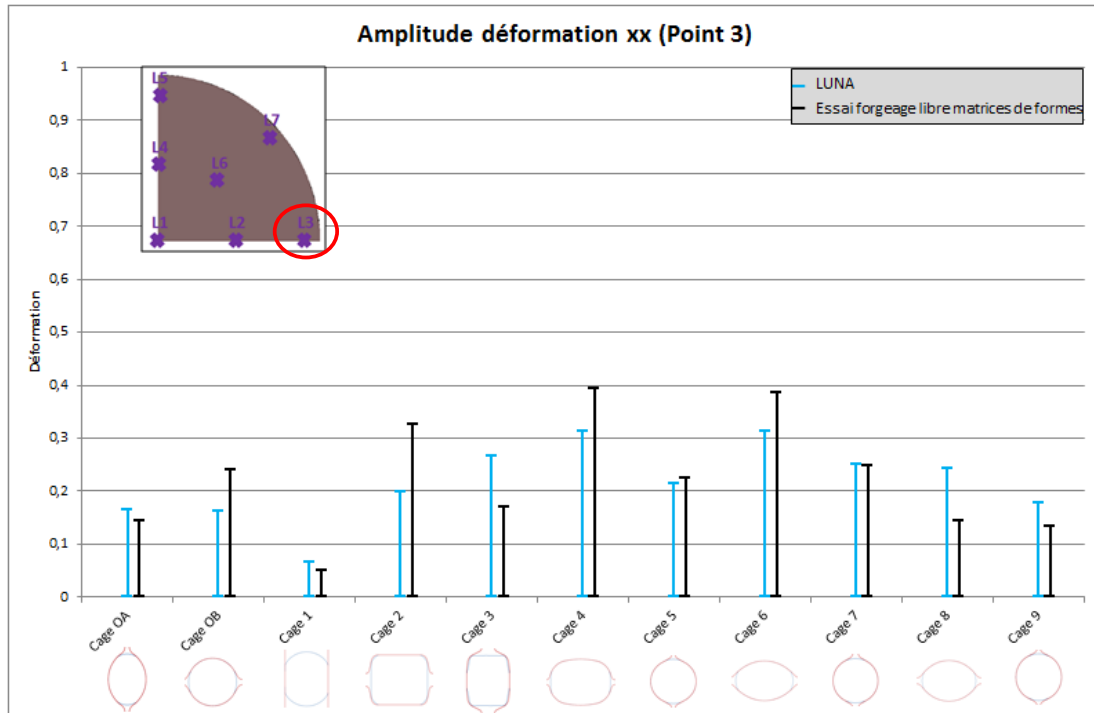 Amplitude déformation xx (Point 3)
LUNA
Essai forgeage libre matrices de formes
L5
L7
L4
L6
L1
L2
L3
Déformation
1
0,9
0,8
0,7
0,6
0,5
0,4
0,3
0,2
0,1
0
Cage OA
Cage OB
Cage 1
Cage 2
Cage 3
Cage 4
Cage 5
Cage 6
Cage 7
Cage 8
Cage 9